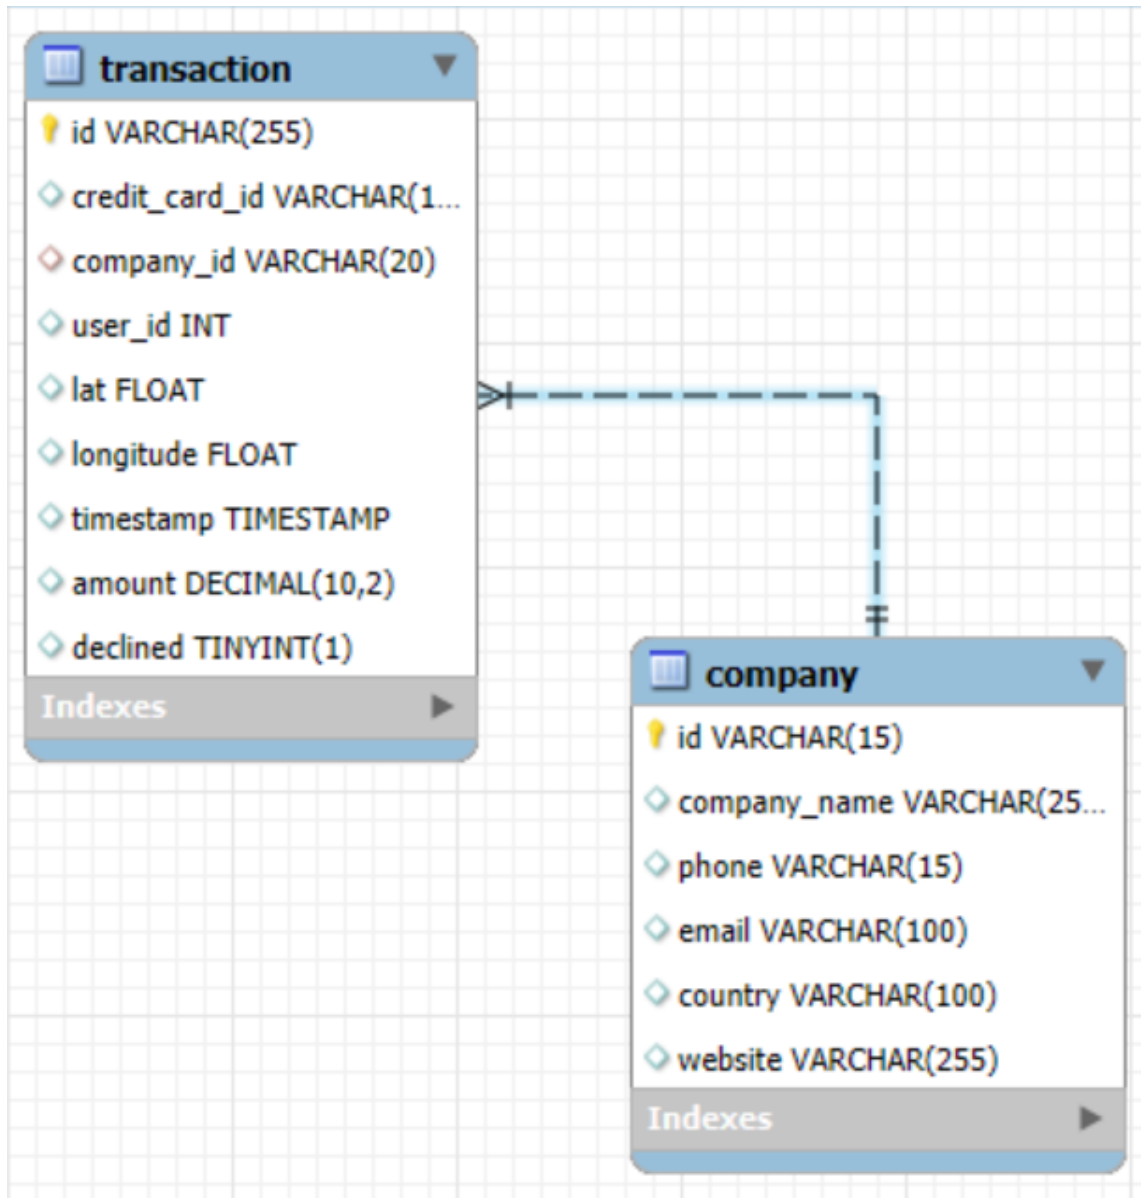 transaction
id VARCHAR(255)
credit_card_id VARCHAR(1...
company_id VARCHAR(20)
user_id INT
lat FLOAT
longitude FLOAT
timestamp TIMESTAMP
amount DECIMAL(10,2)
declined TINYINT(1)
Indexes
company
id VARCHAR(15)
company_name VARCHAR(25...
phone VARCHAR(15)
email VARCHAR(100)
country VARCHAR(100)
website VARCHAR(255)
Indexes